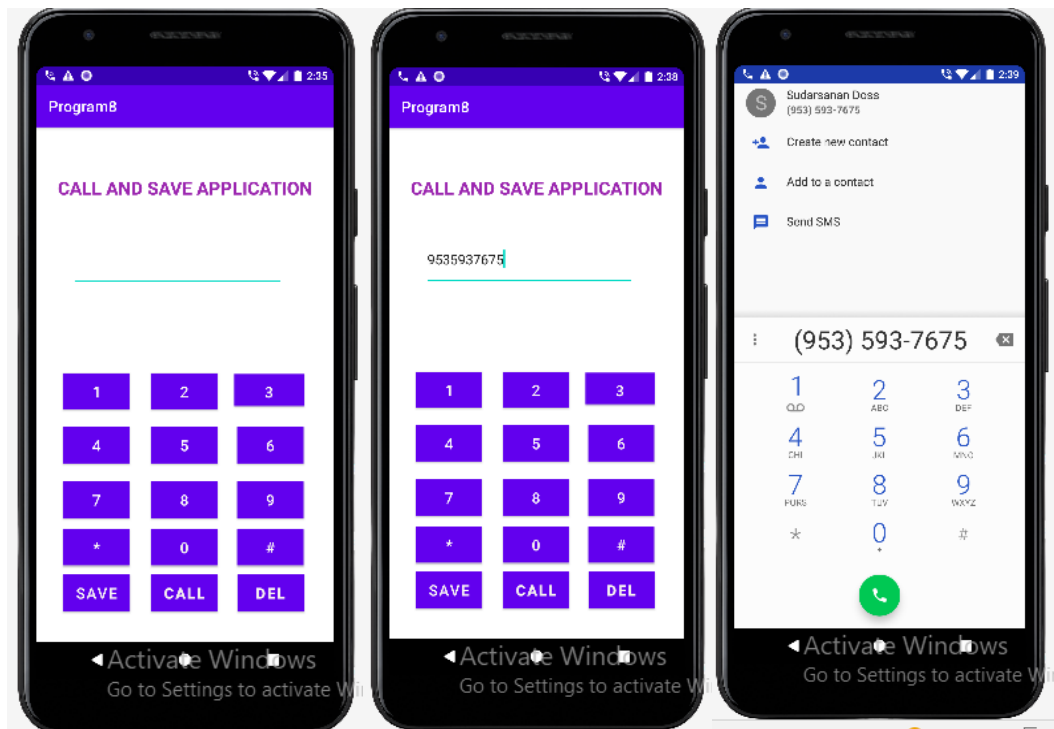 2:35
Program8
CALL AND SAVE APPLICATION
1 2 3
4 5 6
7 8 9
* 0 #
SAVE CALL DEL
Activate Windows
Go to Settings to activate Wi
2:38
Program8
CALL AND SAVE APPLICATION
9535937675
1 2 3
4 5 6
7 8 9
* 0 #
SAVE CALL DEL
Activate Windows
Go to Settings to activate Wi
2:39
S
Sudarsanan Doss
(953) 593-7675
Create new contact
Add to a contact
Send SMS
(953) 593-7675
1 2 3
ABC DEF
4 5 6
GHI JKL MNO
7 8 9
PQRS TUV WXYZ
* 0 #
+
Activate Windows
Go to Settings to activate Wi